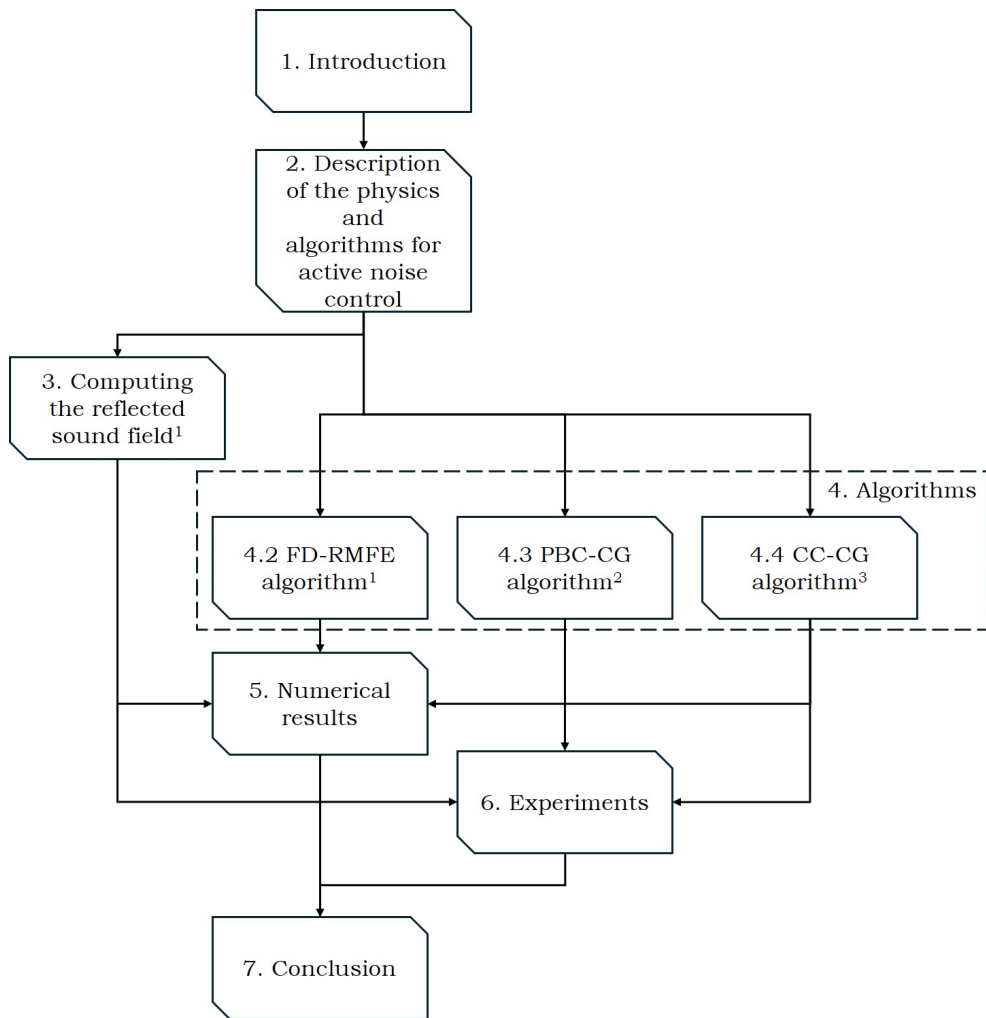 1. Introduction
2. Description
of the physics
and
algorithms for
active noise
control
3. Computing
the reflected
sound field¹
4. Algorithms
4.2 FD-RMFE
algorithm¹
4.3 PBC-CG
algorithm²
4.4 CC-CG
algorithm³
5. Numerical
results
6. Experiments
7. Conclusion